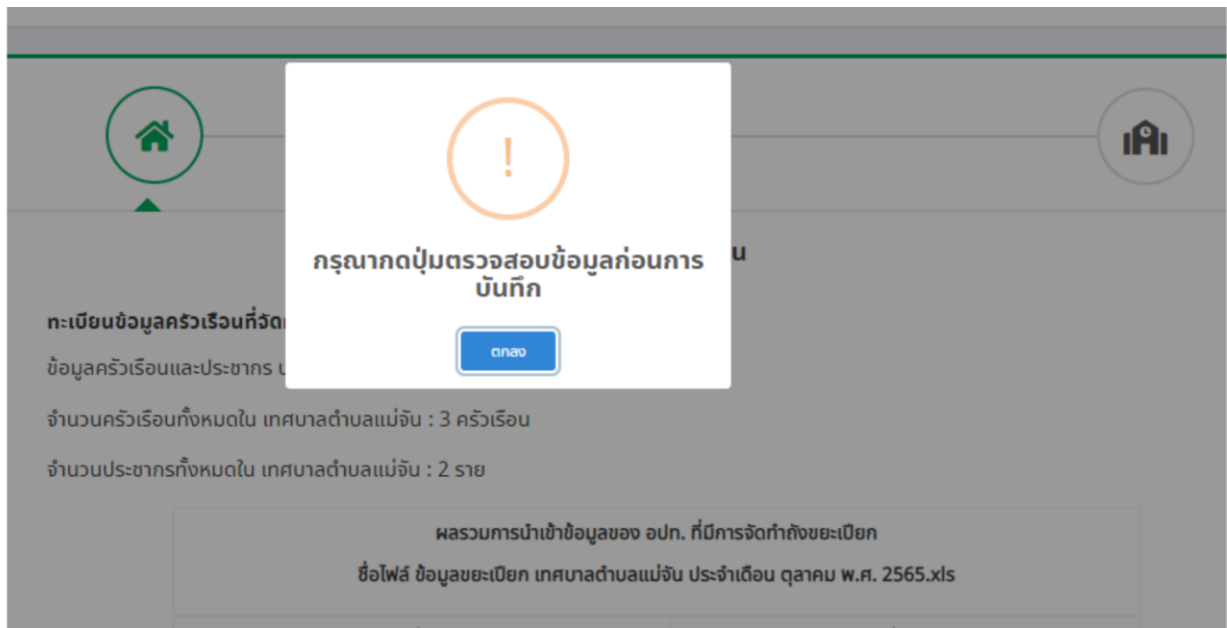 !
กรุณากดปุ่มตรวจสอบข้อมูลก่อนการ
บันทึก
ตกลง
น
ทะเบียนข้อมูลครัวเรือนที่จัด
ข้อมูลครัวเรือนและประชากร
จำนวนครัวเรือนทั้งหมดใน เทศบาลตำบลแม่จัน : 3 ครัวเรือน
จำนวนประชากรทั้งหมดใน เทศบาลตำบลแม่จัน : 2 ราย
ผลรวมการนำเข้าข้อมูลของ อปท. ที่มีการจัดทำถังขยะเปียก
ชื่อไฟล์ ข้อมูลขยะเปียก เทศบาลตำบลแม่จัน ประจำเดือน ตุลาคม พ.ศ. 2565.xls